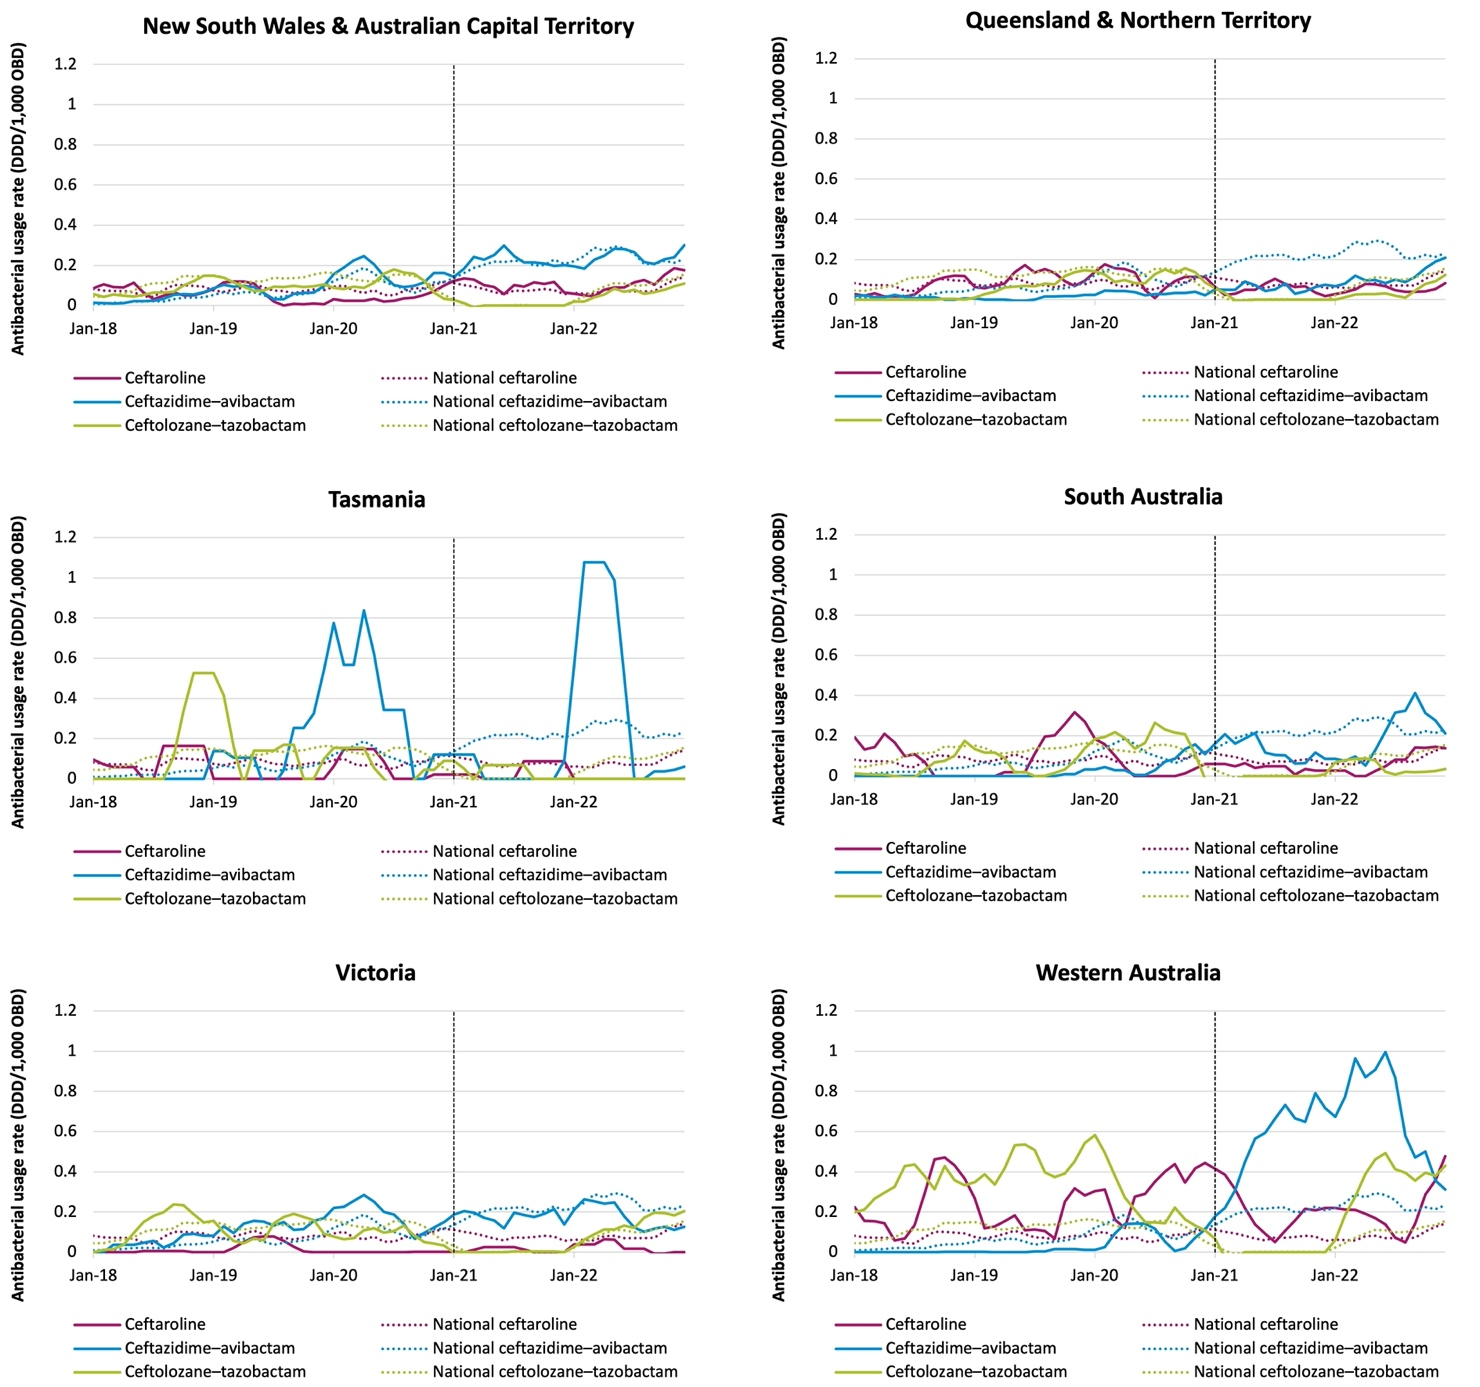 New South Wales & Australian Capital Territory
Antibacterial usage rate (DDD/1,000 OBD)
1.2
1
0.8
0.6
0.4
0.2
0
Jan-18 Jan-19 Jan-20 Jan-21 Jan-22
Ceftaroline National ceftaroline
Ceftazidime–avibactam National ceftazidime–avibactam
Ceftolozane–tazobactam National ceftolozane–tazobactam
Queensland & Northern Territory
Antibacterial usage rate (DDD/1,000 OBD)
1.2
1
0.8
0.6
0.4
0.2
0
Jan-18 Jan-19 Jan-20 Jan-21 Jan-22
Ceftaroline National ceftaroline
Ceftazidime–avibactam National ceftazidime–avibactam
Ceftolozane–tazobactam National ceftolozane–tazobactam
Tasmania
Antibacterial usage rate (DDD/1,000 OBD)
1.2
1
0.8
0.6
0.4
0.2
0
Jan-18 Jan-19 Jan-20 Jan-21 Jan-22
Ceftaroline National ceftaroline
Ceftazidime–avibactam National ceftazidime–avibactam
Ceftolozane–tazobactam National ceftolozane–tazobactam
South Australia
Antibacterial usage rate (DDD/1,000 OBD)
1.2
1
0.8
0.6
0.4
0.2
0
Jan-18 Jan-19 Jan-20 Jan-21 Jan-22
Ceftaroline National ceftaroline
Ceftazidime–avibactam National ceftazidime–avibactam
Ceftolozane–tazobactam National ceftolozane–tazobactam
Victoria
Antibacterial usage rate (DDD/1,000 OBD)
1.2
1
0.8
0.6
0.4
0.2
0
Jan-18 Jan-19 Jan-20 Jan-21 Jan-22
Ceftaroline National ceftaroline
Ceftazidime–avibactam National ceftazidime–avibactam
Ceftolozane–tazobactam National ceftolozane–tazobactam
Western Australia
Antibacterial usage rate (DDD/1,000 OBD)
1.2
1
0.8
0.6
0.4
0.2
0
Jan-18 Jan-19 Jan-20 Jan-21 Jan-22
Ceftaroline National ceftaroline
Ceftazidime–avibactam National ceftazidime–avibactam
Ceftolozane–tazobactam National ceftolozane–tazobactam